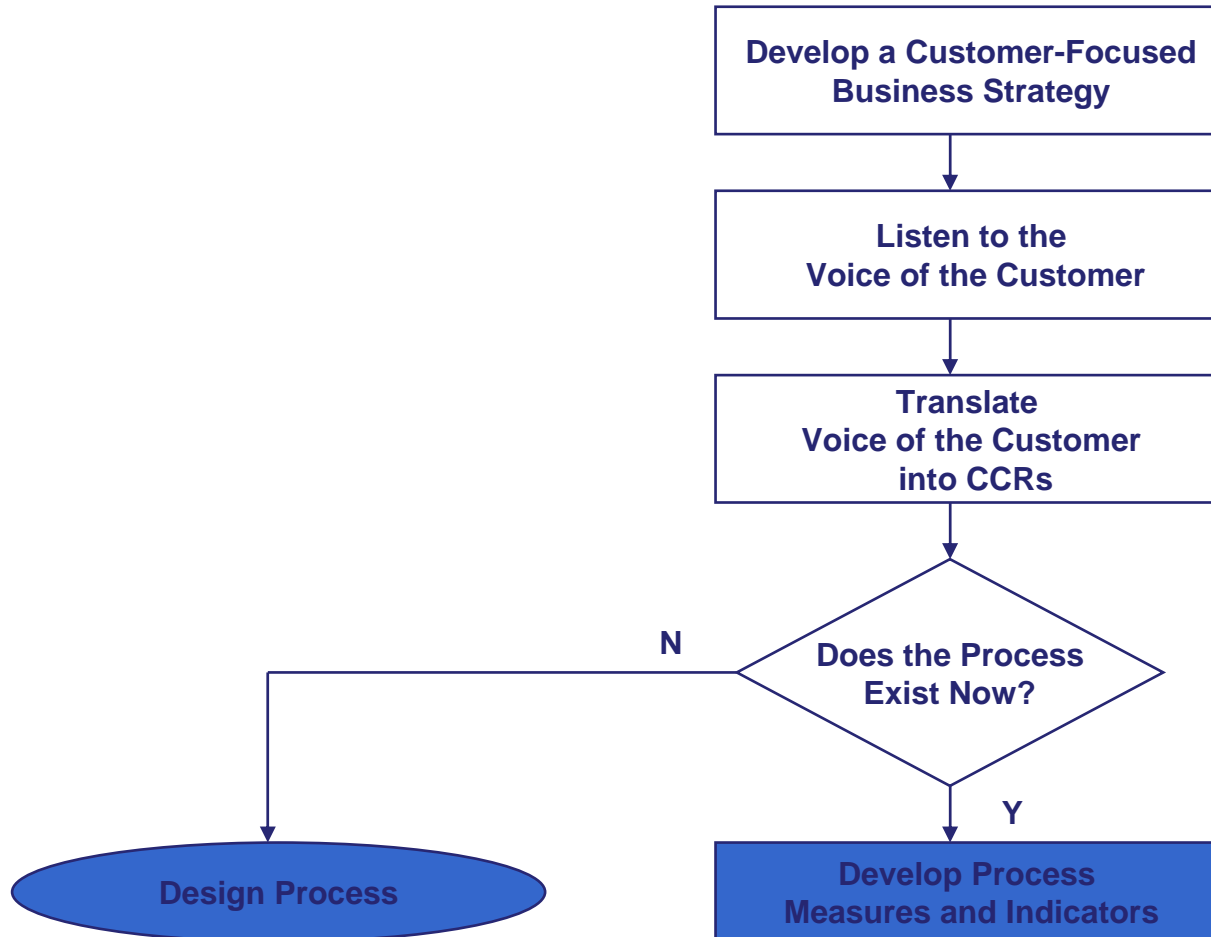 Develop a Customer-Focused
Business Strategy
Listen to the
Voice of the Customer
Translate
Voice of the Customer
into CCRs
N
Does the Process
Exist Now?
Y
Design Process
Develop Process
Measures and Indicators